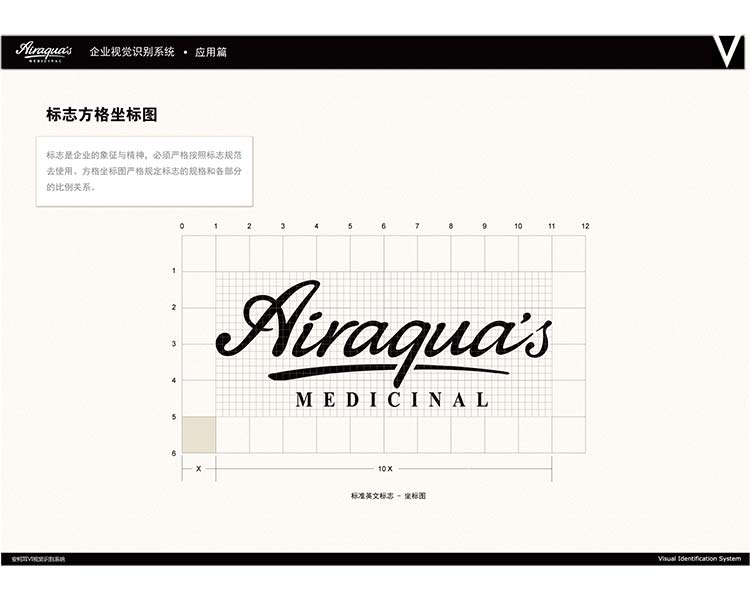 Airaqua's
MEDICINAL
企业视觉识别系统 • 应用篇
V
标志方格坐标图
标志是企业的象征与精神，必须严格按照标志规范
去使用。方格坐标图严格规定标志的规格和各部分
的比例关系。
0 1 2 3 4 5 6 7 8 9 10 11 12
1
2
3
4
5
6
Airaqua's
MEDICINAL
X
10 X
标准英文标志 - 坐标图
安柯耳VI视觉识别系统
Visual Identification System